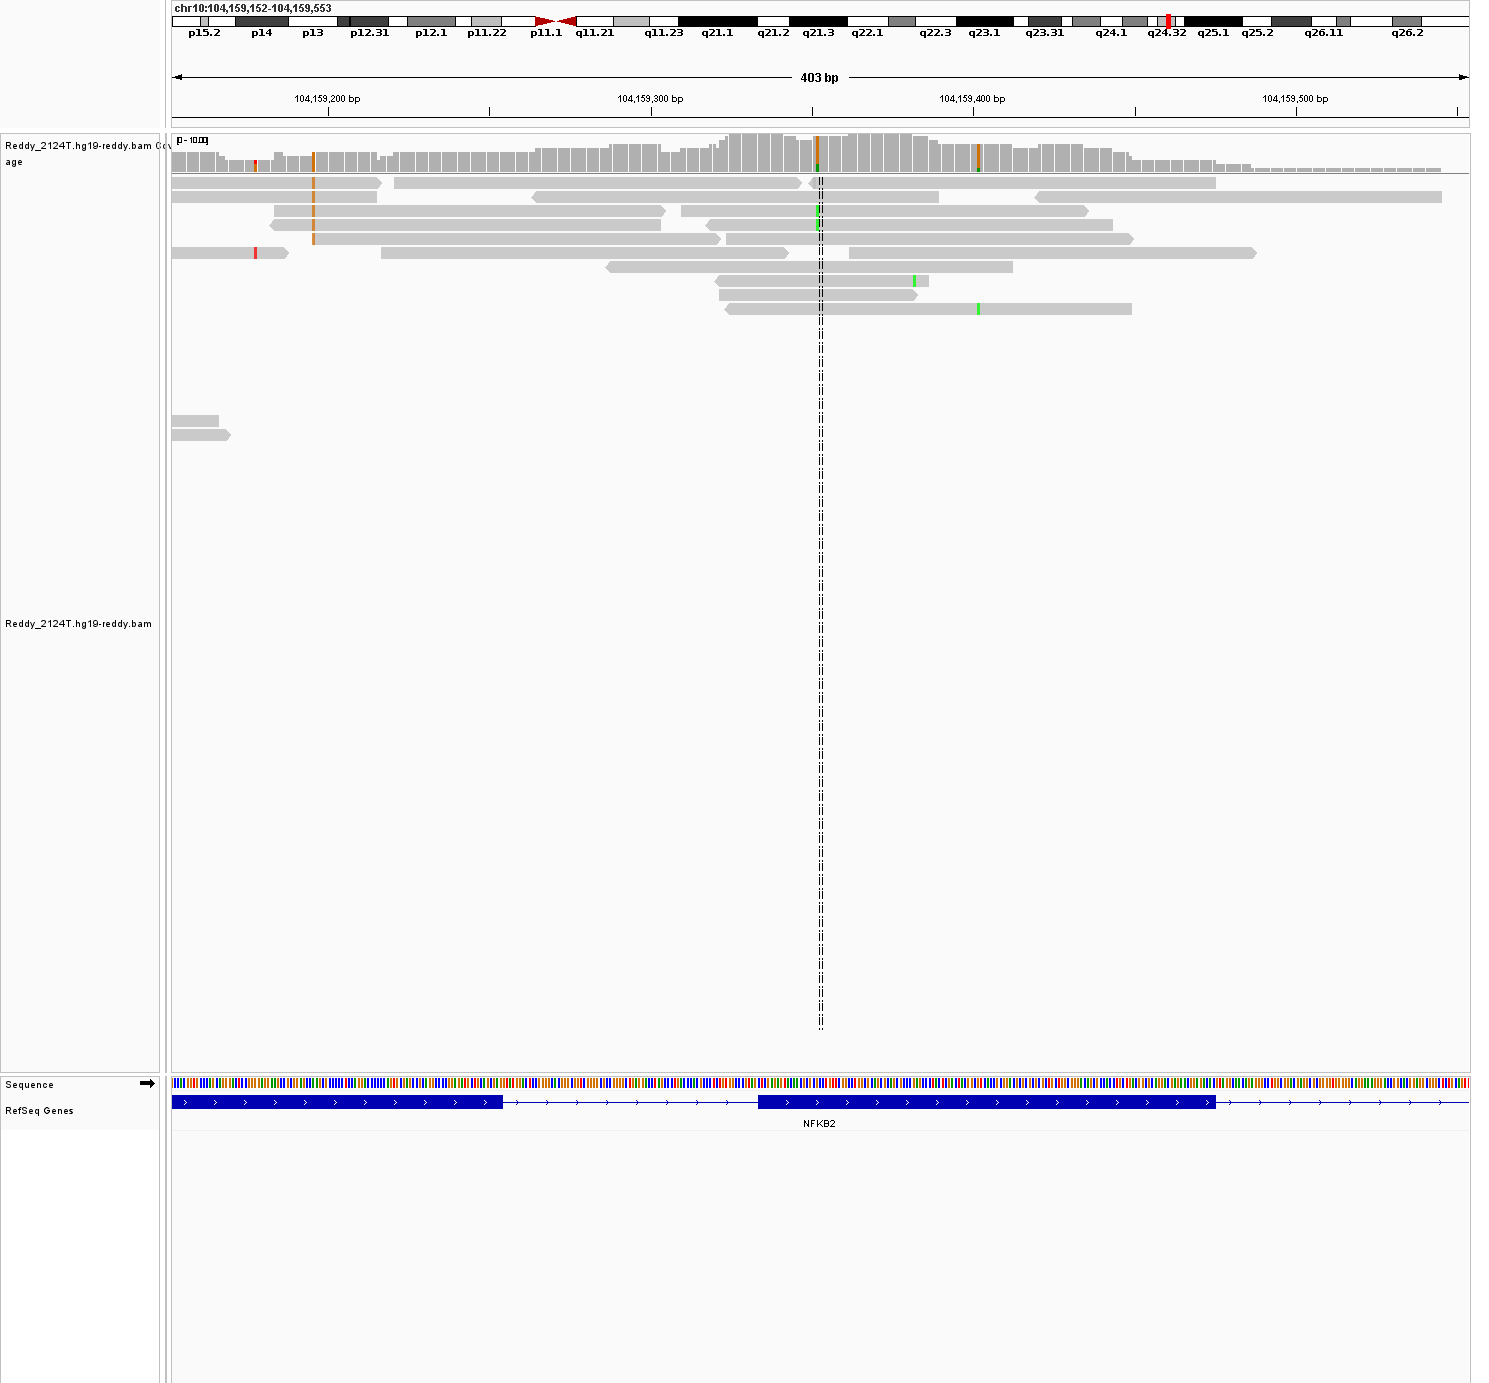 chr10:104,159,152-104,159,553
p15.2 p14 p13 p12.31 p12.1 p11.22 p11.1 q11.21 q11.23 q21.1 q21.2 q21.3 q22.1 q22.3 q23.1 q23.31 q24.1 q24.32 q25.1 q25.2 q26.11 q26.2
403 bp
104,159,200 bp 104,159,300 bp 104,159,400 bp 104,159,500 bp
Reddy_2124T.hg19-reddy.bam Cov
age
[0 - 10.00]
Reddy_2124T.hg19-reddy.bam
Sequence
RefSeq Genes
NFKB2